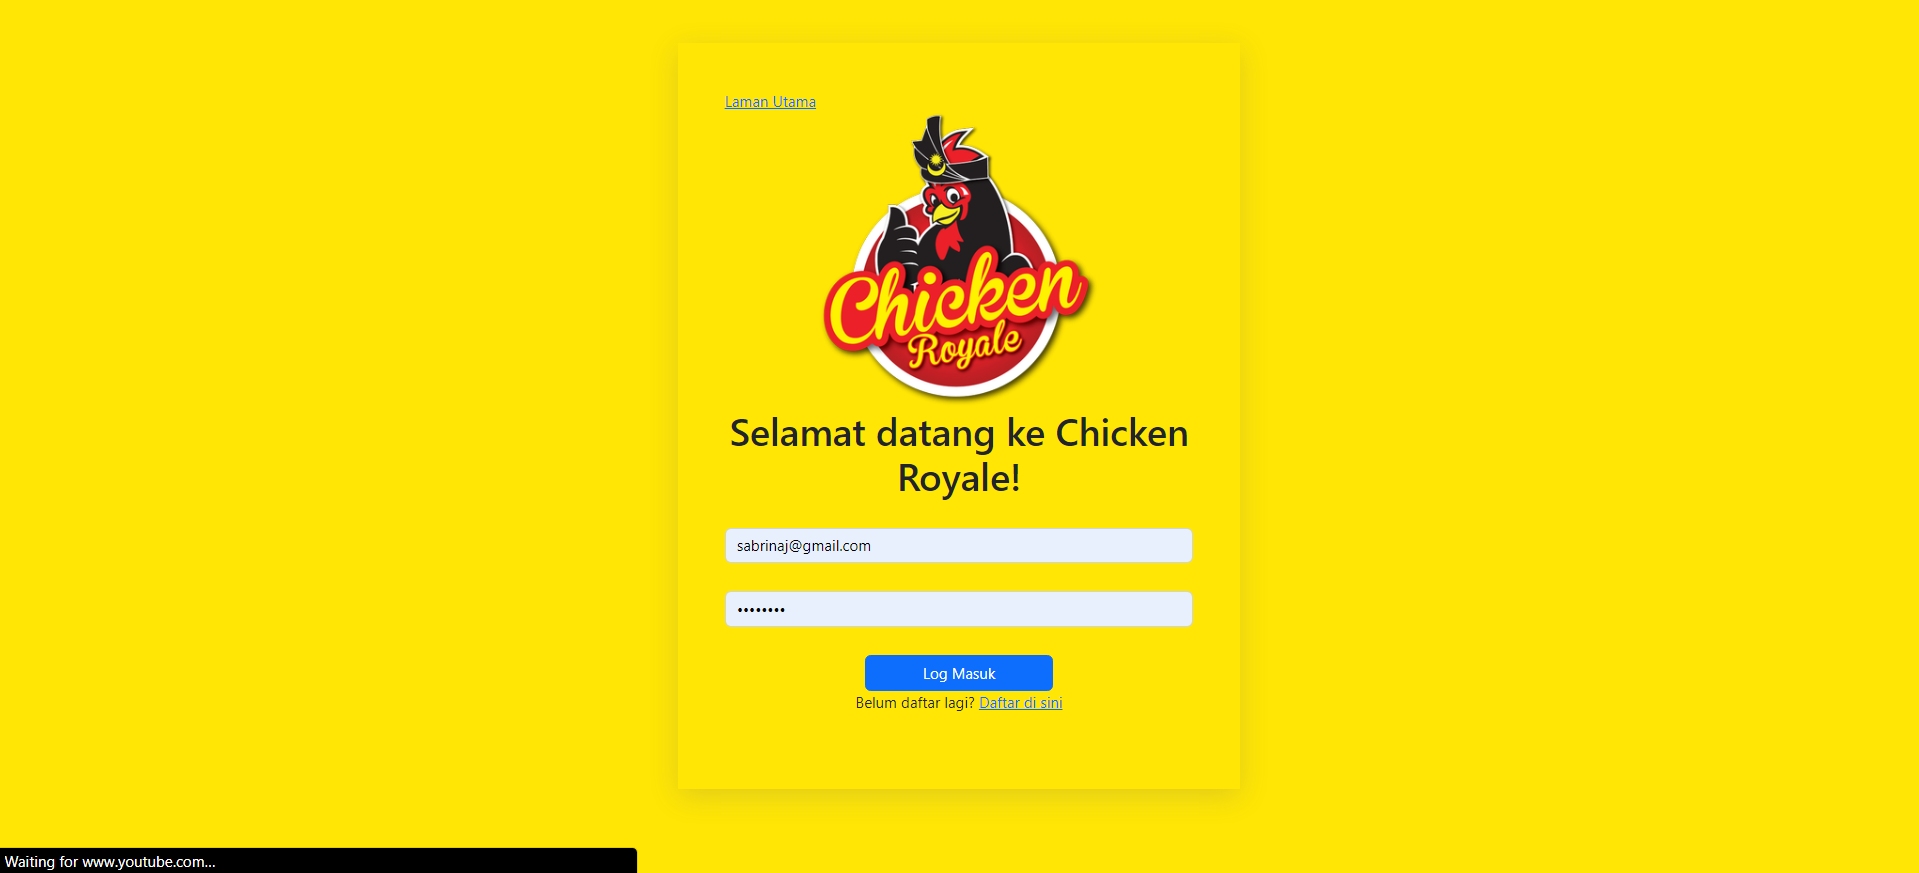 Laman Utama
Chicken
Royale
Selamat datang ke Chicken
Royale!
sabrinaj@gmail.com
••••••••
Log Masuk
Belum daftar lagi? Daftar di sini
Waiting for www.youtube.com...